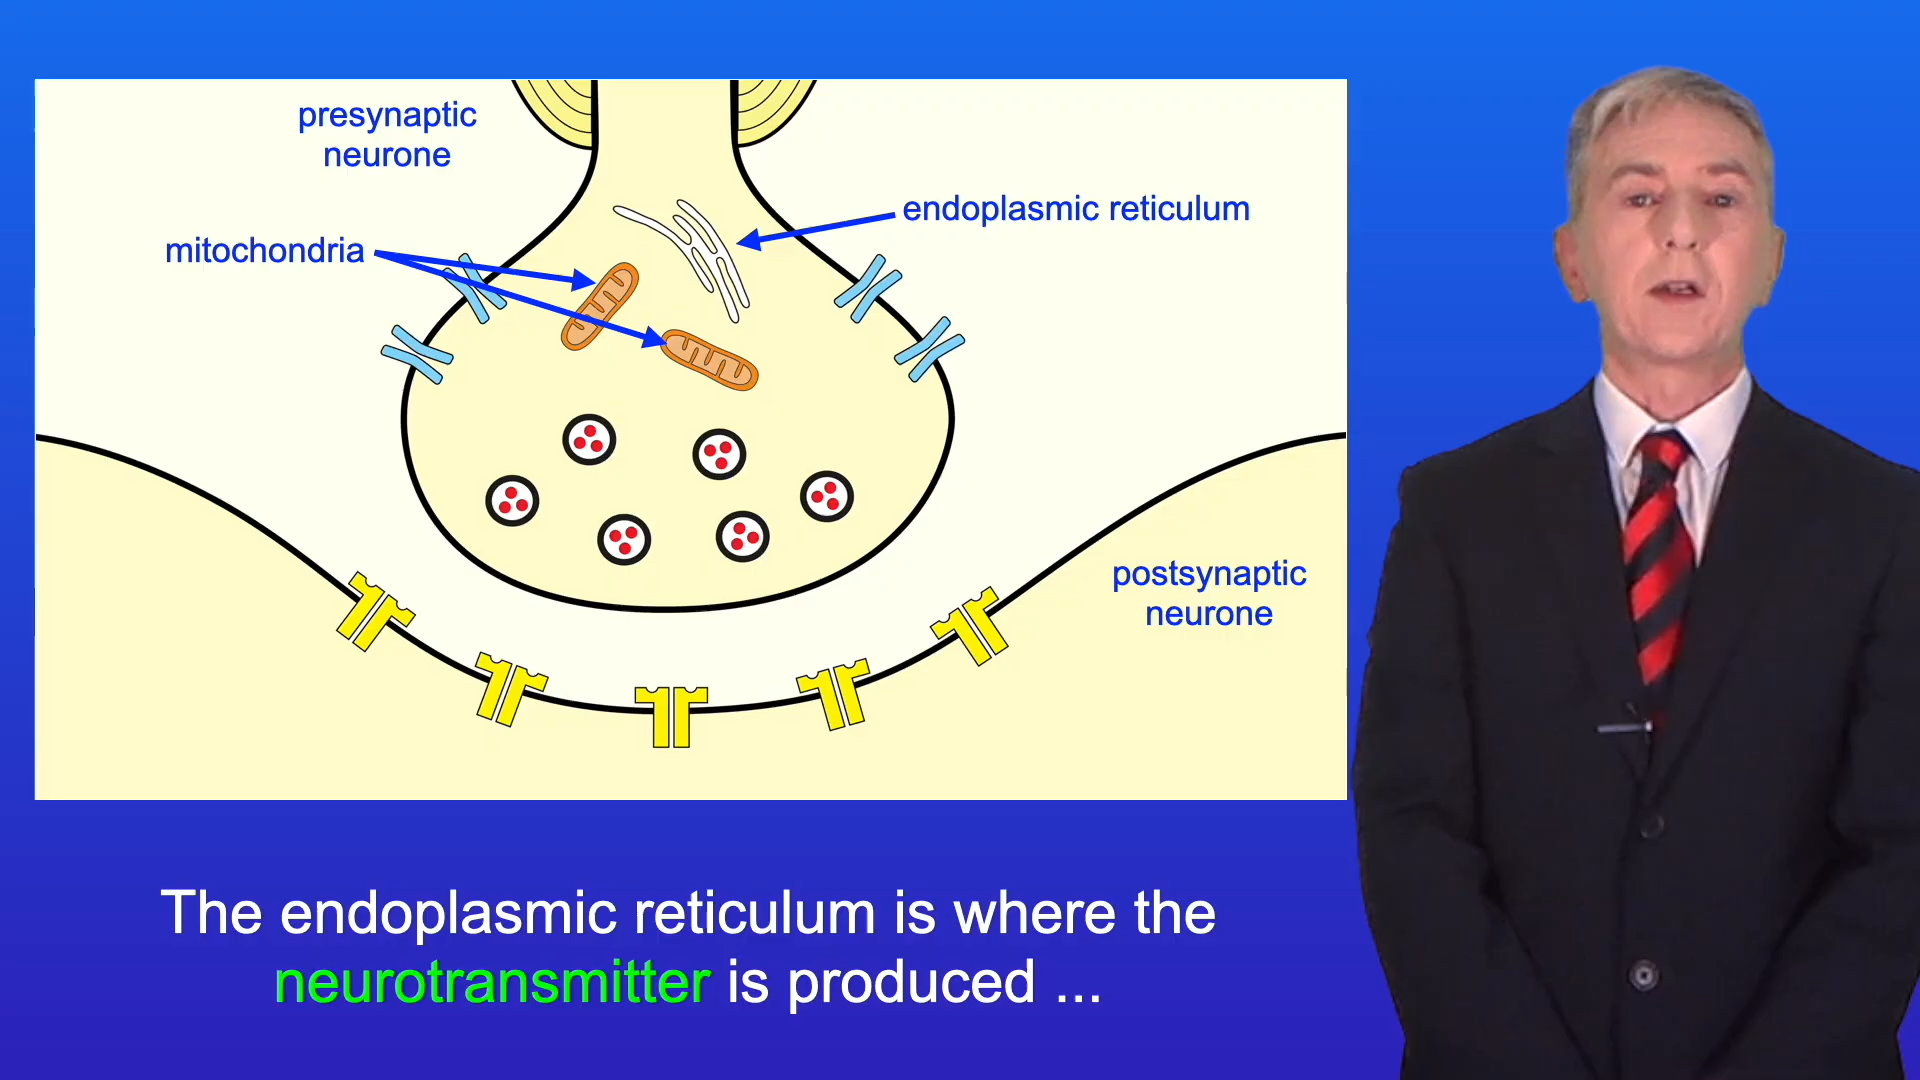 presynaptic
neurone
endoplasmic reticulum
mitochondria
postsynaptic
neurone
The endoplasmic reticulum is where the
neurotransmitter is produced ...